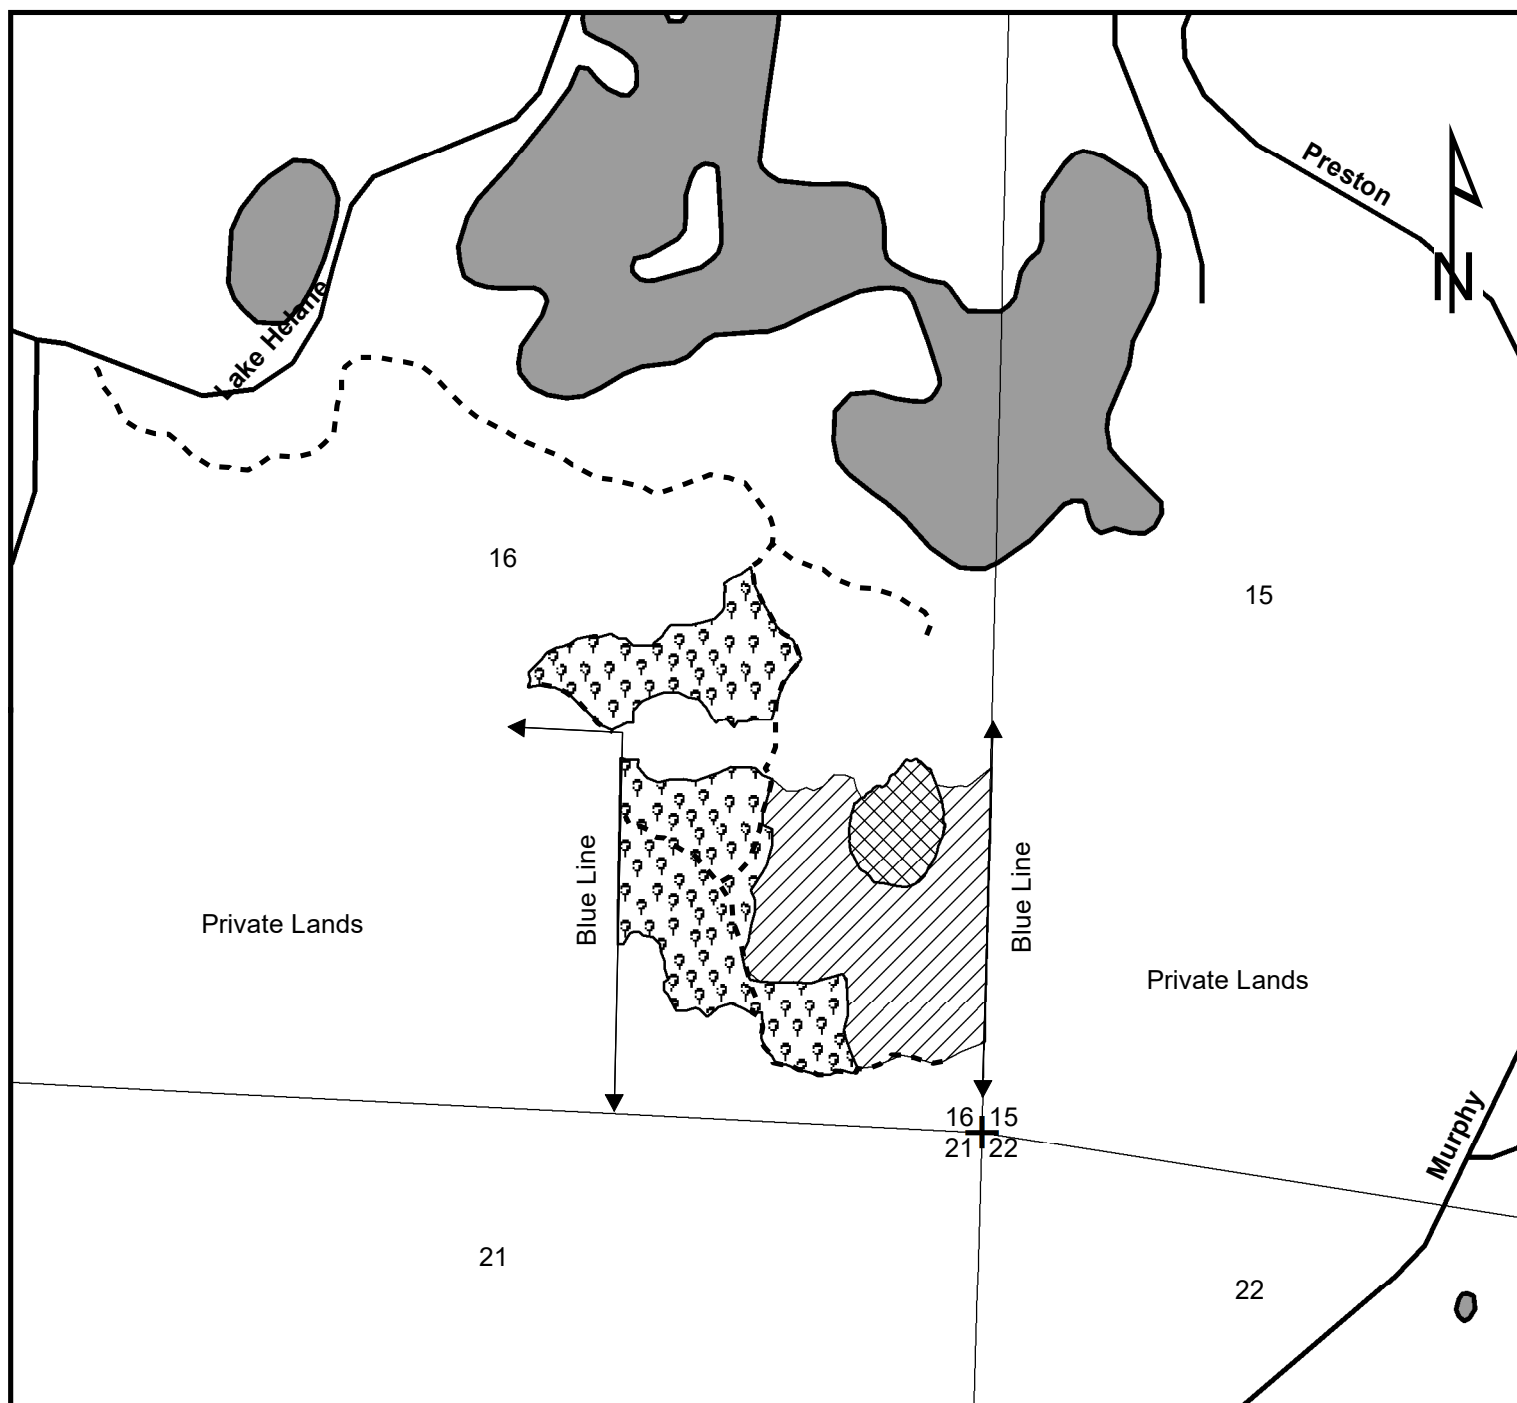 Preston
N
Lake Helane
16
15
Blue Line
Blue Line
Private Lands
Private Lands
16 15
21 22
Murphy
21
22